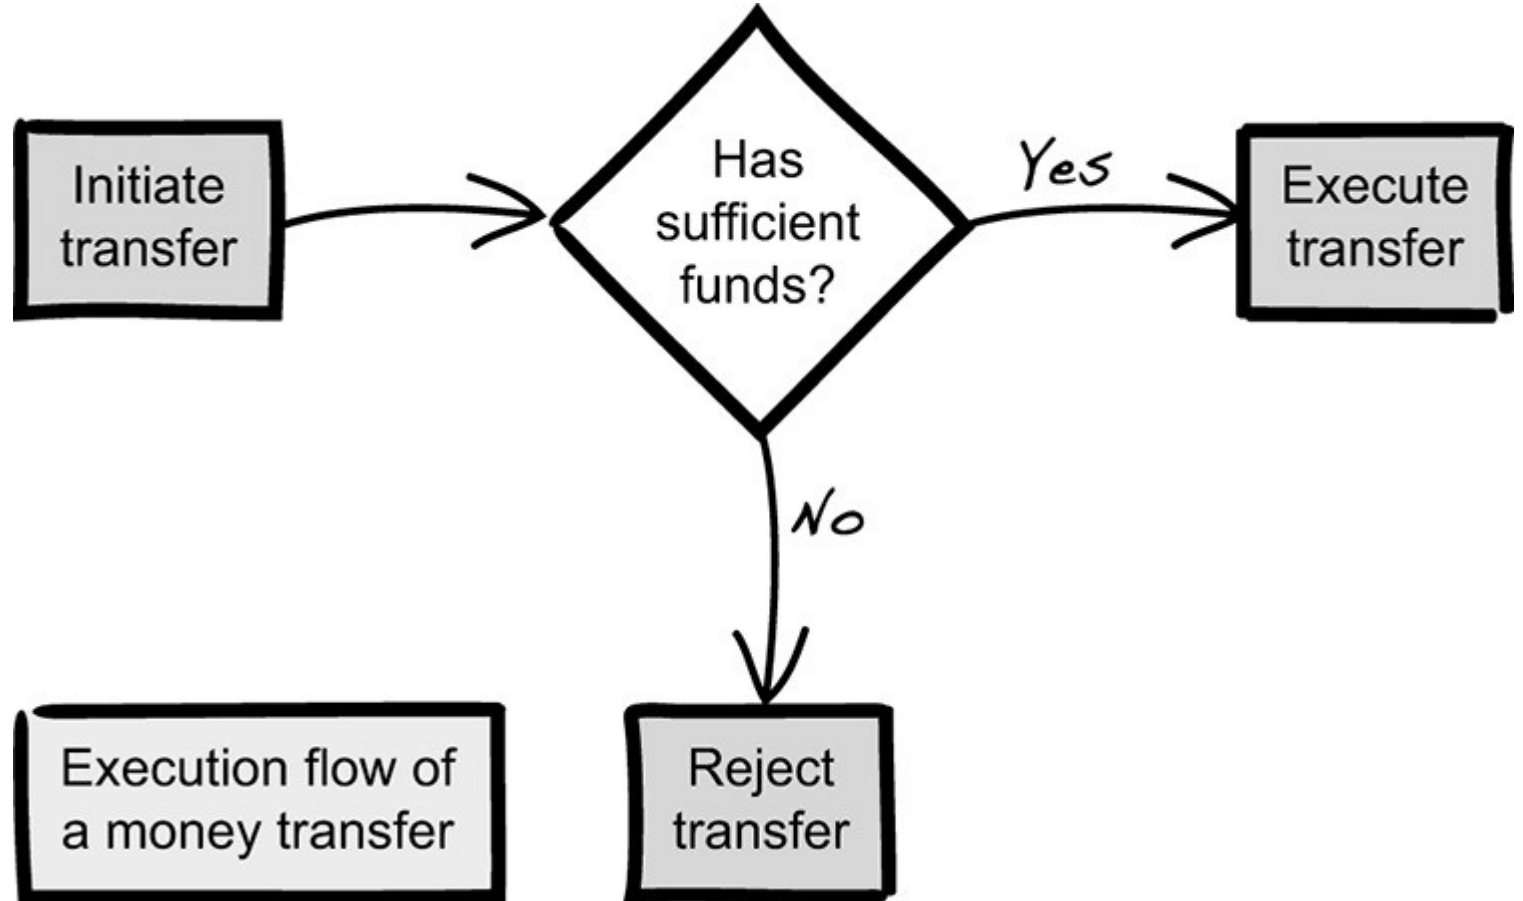 Initiate
transfer
Has
sufficient
funds?
Yes
Execute
transfer
No
Execution flow of
a money transfer
Reject
transfer